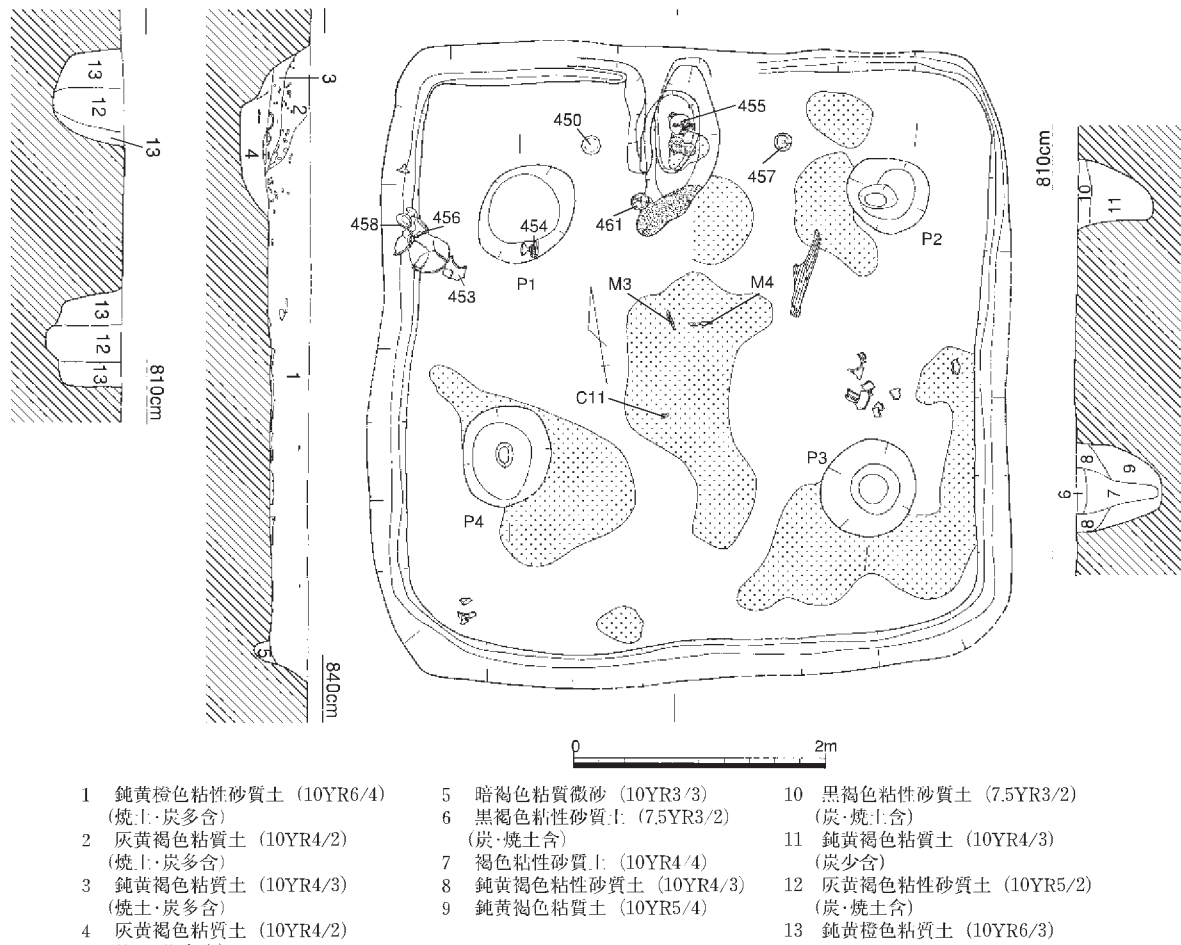 13
12
13
13
12
13
810cm
3
2
4
1
5
840cm
455
450
457
458
456
454
461
P2
453
P1
M3
M4
C11
P3
P4
810cm
10
11
8
9
6
7
8
0 2m
1 鈍黄橙色粘性砂質土 (10YR6/4)
(焼土・炭多含)
2 灰黄褐色粘質土 (10YR4/2)
(焼土・炭多含)
3 鈍黄褐色粘質土 (10YR4/3)
(焼土・炭多含)
4 灰黄褐色粘質土 (10YR4/2)
5 暗褐色粘質微砂 (10YR3/3)
6 黒褐色粘性砂質土 (7.5YR3/2)
(炭・焼土含)
7 褐色粘性砂質土 (10YR4/4)
8 鈍黄褐色粘性砂質土 (10YR4/3)
9 鈍黄褐色粘質土 (10YR5/4)
10 黒褐色粘性砂質土 (7.5YR3/2)
(炭・焼土含)
11 鈍黄褐色粘質土 (10YR4/3)
(炭少含)
12 灰黄褐色粘性砂質土 (10YR5/2)
(炭・焼土含)
13 鈍黄橙色粘質土 (10YR6/3)